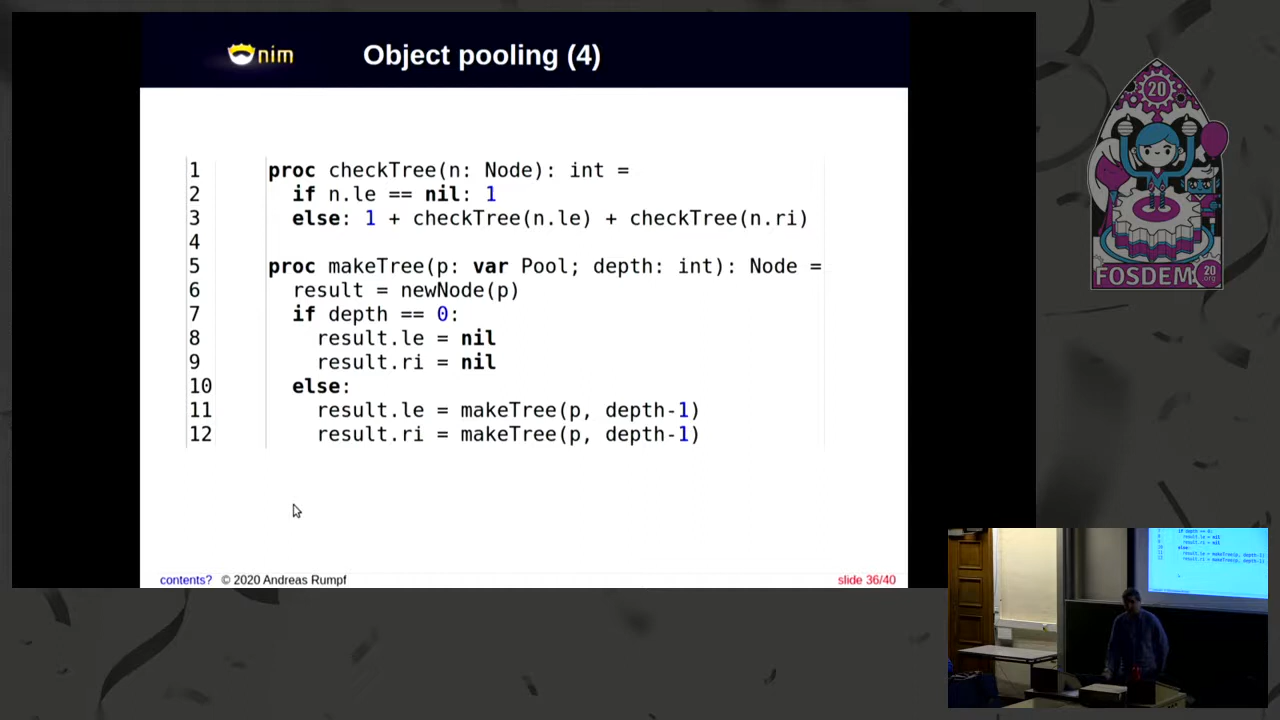 nim
Object pooling (4)
1 proc checkTree(n: Node): int =
2 if n.le == nil: 1
3 else: 1 + checkTree(n.le) + checkTree(n.ri)
4
5 proc makeTree(p: var Pool; depth: int): Node =
6 result = newNode(p)
7 if depth == 0:
8 result.le = nil
9 result.ri = nil
10 else:
11 result.le = makeTree(p, depth-1)
12 result.ri = makeTree(p, depth-1)
contents? © 2020 Andreas Rumpf
slide 36/40
20
FOSDEM
20
.org